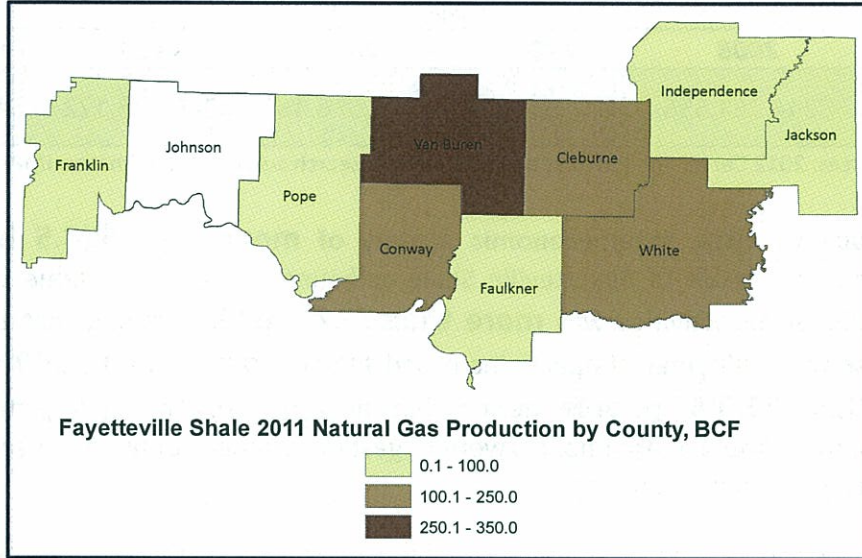 2008
Independence
Jackson
Johnson
Van Buren
Cleburne
Franklin
Pope
Conway
White
Faulkner
Fayetteville Shale 2011 Natural Gas Production by County, BCF
0.1 - 100.0
100.1 - 250.0
250.1 - 350.0